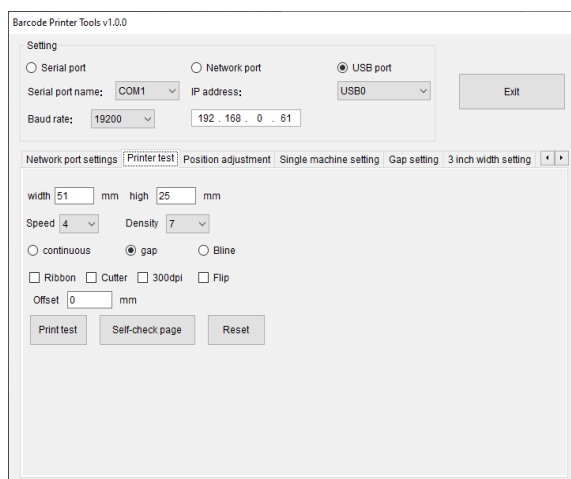 Barcode Printer Tools v1.0.0
Setting
Serial port Network port USB port
Serial port name: COM1 IP address: USB0 Exit
Baud rate: 19200 192 . 168 . 0 . 61
Network port settings Printer test Position adjustment Single machine setting Gap setting 3 inch width setting
width 51 mm high 25 mm
Speed 4 Density 7
continuous gap Bline
Ribbon Cutter 300dpi Flip
Offset 0 mm
Print test Self-check page Reset